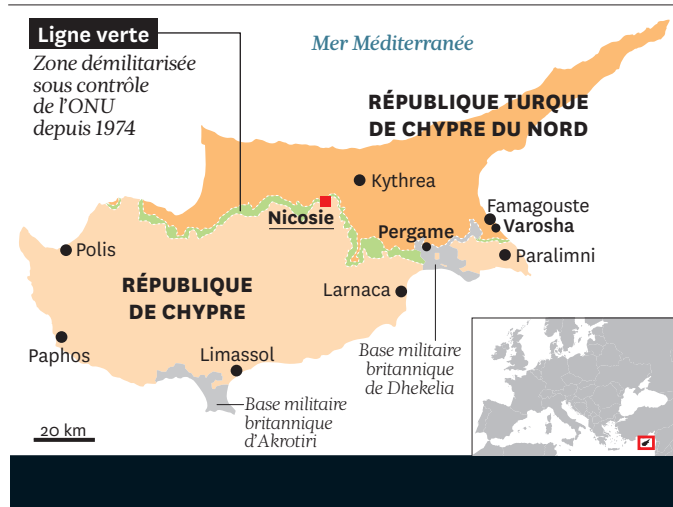 Ligne verte
Zone démilitarisée
sous contrôle
de l'ONU
depuis 1974
Mer Méditerranée
RÉPUBLIQUE TURQUE
DE CHYPRE DU NORD
Kythrea
Nicosie
Famagouste
Varosha
Pergame
Paralimni
Polis
RÉPUBLIQUE
DE CHYPRE
Larnaca
Paphos
Limassol
Base militaire
britannique
de Dhekelia
Base militaire
britannique
d'Akrotiri
20 km